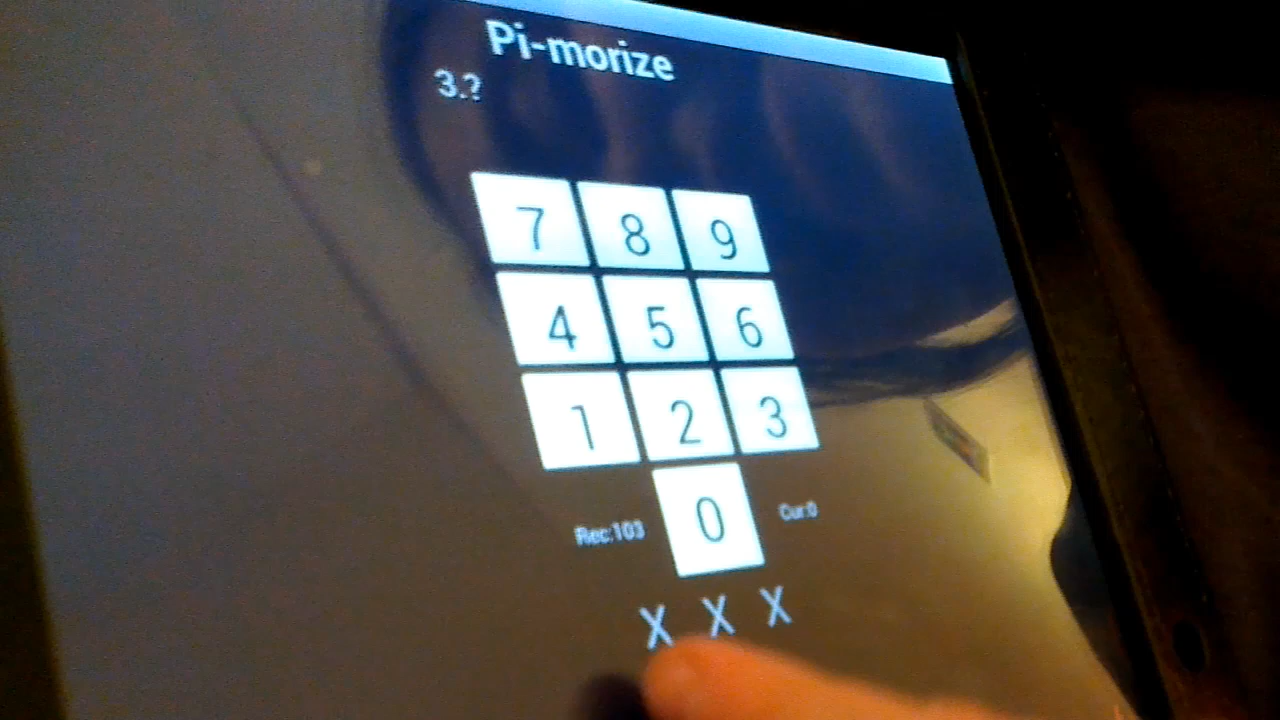 Pi-morize
3.?
7 8 9
4 5 6
1 2 3
Rec:103 0 Cur:0
X X X